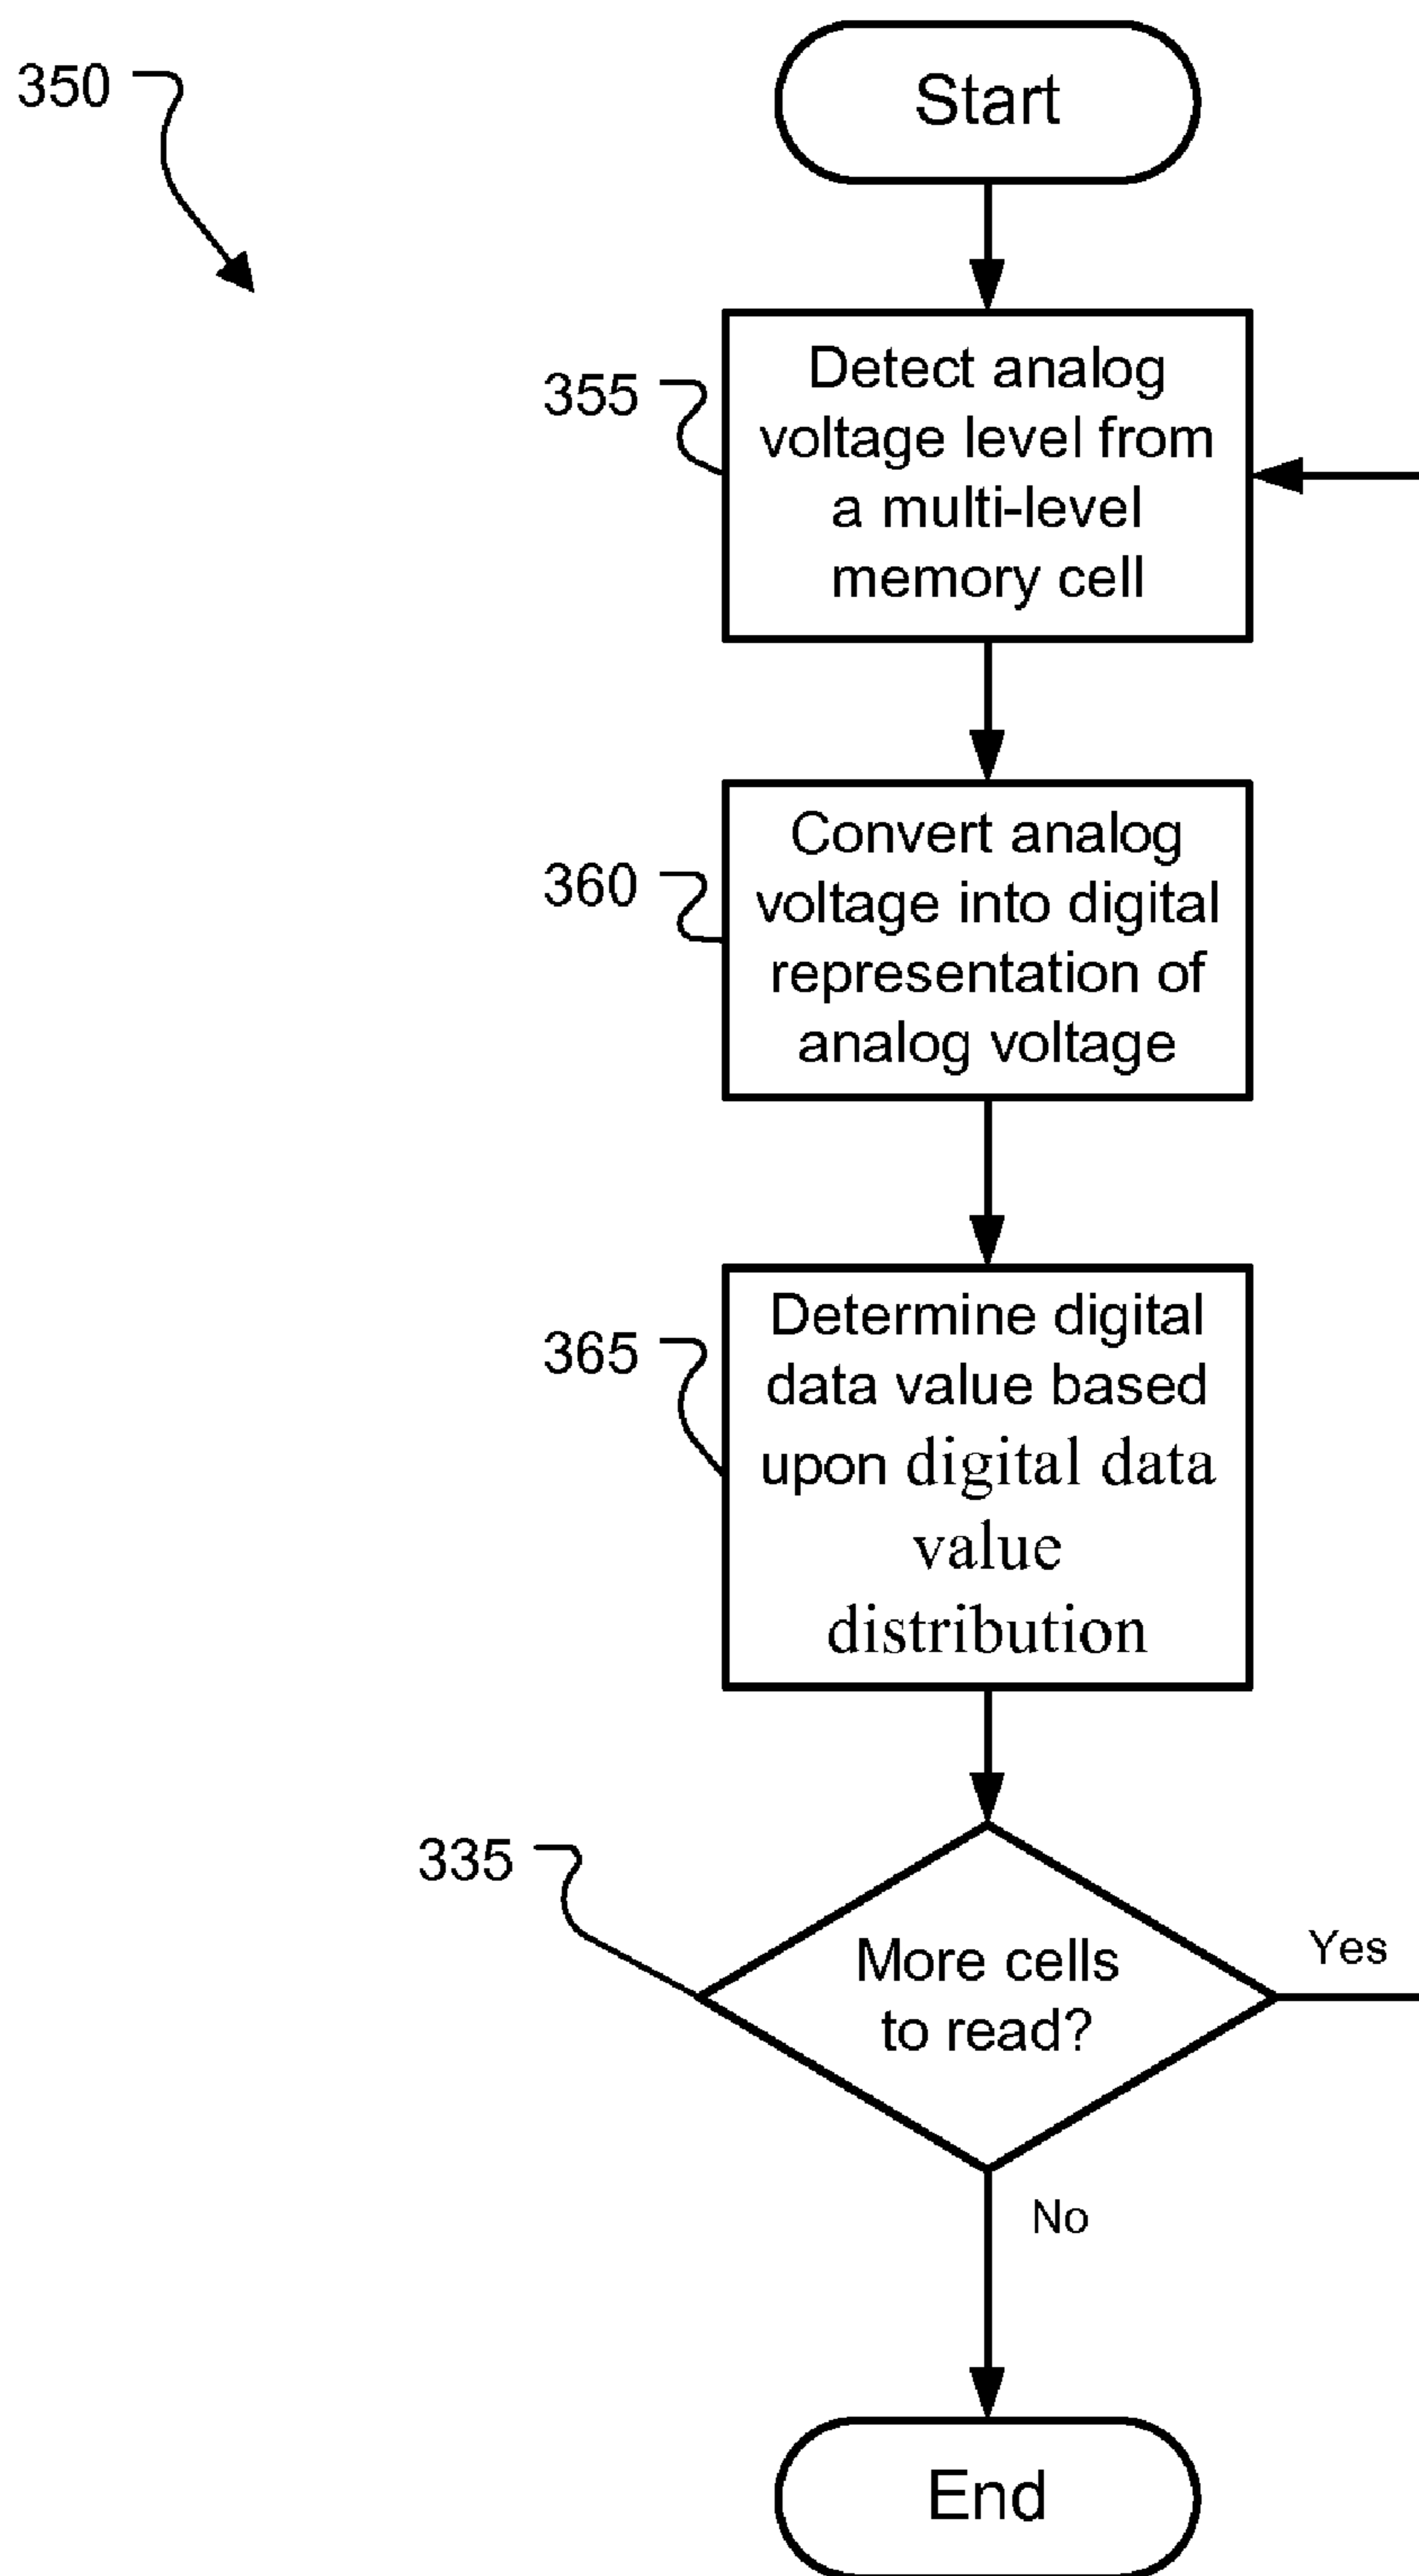 350
Start
355
Detect analog
voltage level from
a multi-level
memory cell
360
Convert analog
voltage into digital
representation of
analog voltage
365
Determine digital
data value based
upon digital data
value
distribution
335
More cells
to read?
Yes
No
End